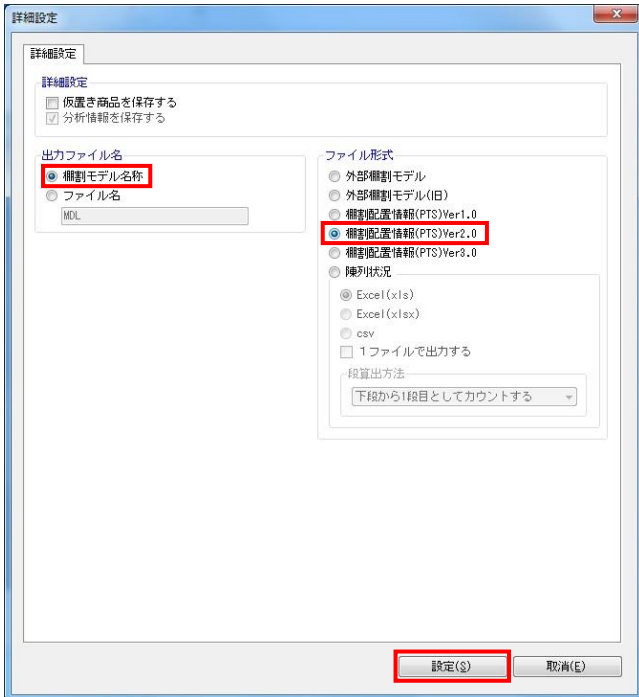 詳細設定
詳細設定
詳細設定
仮置き商品を保存する
分析情報を保存する
出力ファイル名
棚割モデル名称
ファイル名
MDL
ファイル形式
外部棚割モデル
外部棚割モデル(旧)
棚割配置情報(PTS)Ver1.0
棚割配置情報(PTS)Ver2.0
棚割配置情報(PTS)Ver3.0
陳列状況
Excel(xls)
Excel(xlsx)
csv
1ファイルで出力する
段算出方法
下段から1段目としてカウントする
設定(S)
取消(E)